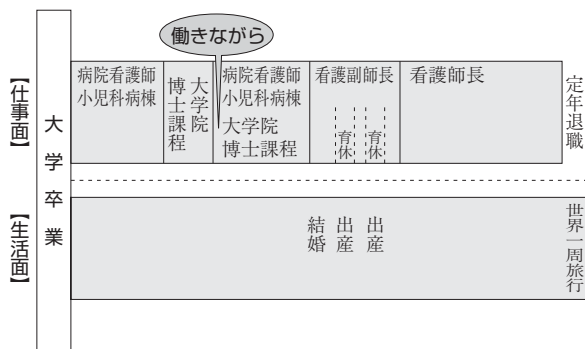 働きながら
【仕事面】
大学卒業
病院看護師
小児科病棟
大学院
博士課程
病院看護師
小児科病棟
大学院
博士課程
看護副師長
育休
育休
看護師長
定年退職
【生活面】
結婚
出産
出産
世界一周旅行